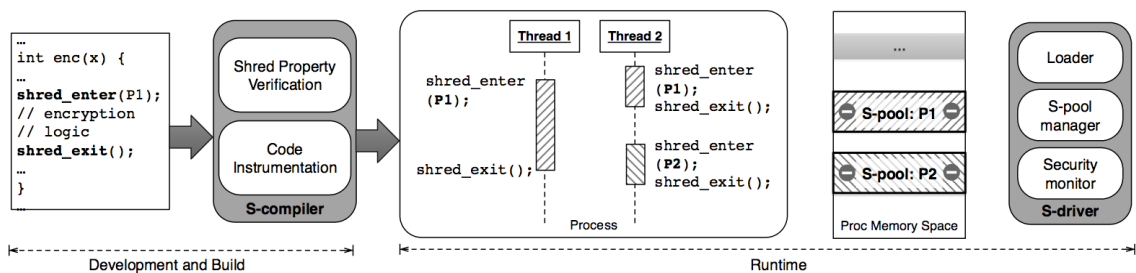 …
int enc(x) {
…
shred_enter(P1);
// encryption
// logic
shred_exit();
…
}
…
Shred Property
Verification
Code
Instrumentation
S-compiler
Development and Build
Thread 1
Thread 2
shred_enter
(P1);
shred_exit();
shred_enter
(P1);
shred_exit();
shred_enter
(P2);
shred_exit();
Process
...
S-pool: P1
S-pool: P2
Proc Memory Space
Loader
S-pool
manager
Security
monitor
S-driver
Runtime